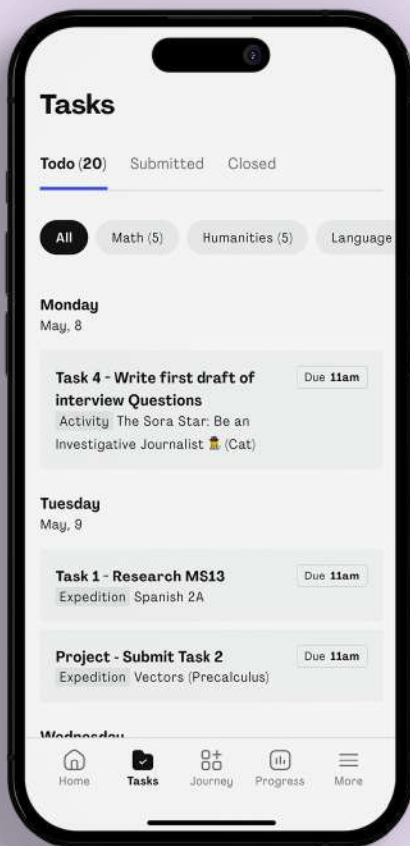 Tasks
Todo (20) Submitted Closed
All Math (5) Humanities (5) Language
Monday
May, 8
Task 4 - Write first draft of Due 11am
interview Questions
Activity The Sora Star: Be an
Investigative Journalist 🕵️ (Cat)
Tuesday
May, 9
Task 1 - Research MS13 Due 11am
Expedition Spanish 2A
Project - Submit Task 2 Due 11am
Expedition Vectors (Precalculus)
Wednesday
Home Tasks Journey Progress More